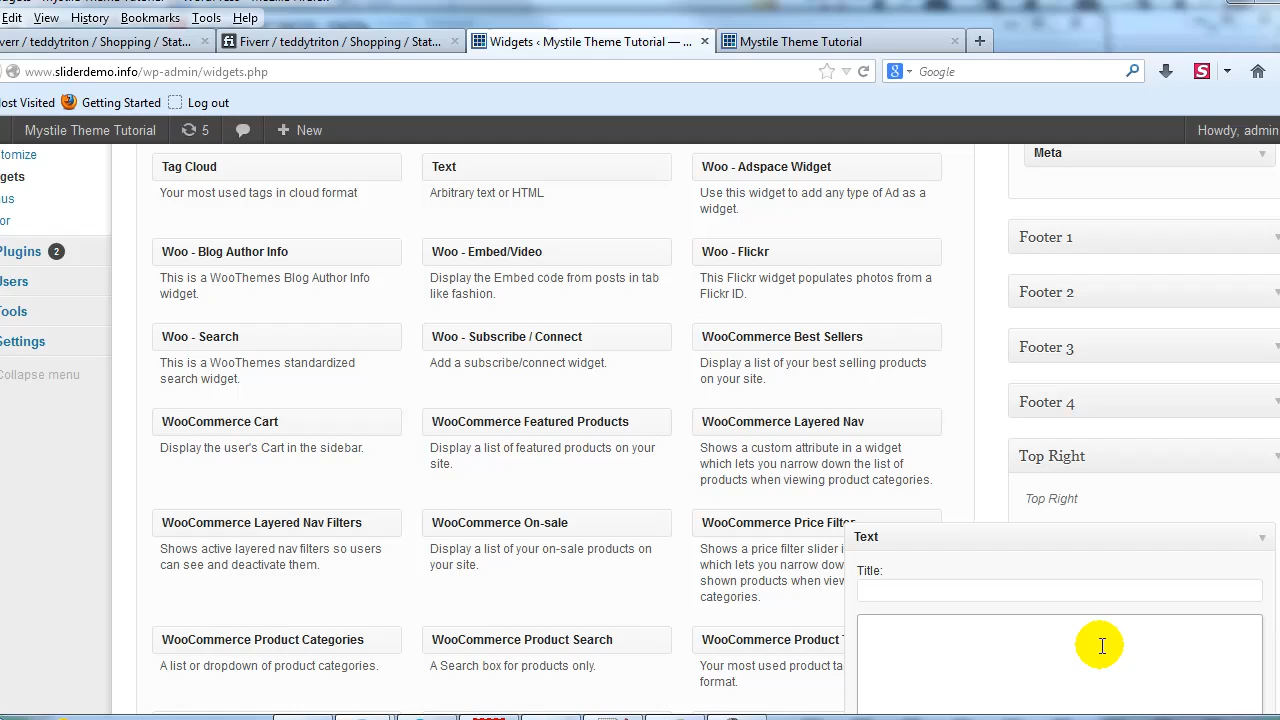 Edit View History Bookmarks Tools Help
verr / teddytriton / Shopping / Stat... Fiverr / teddytriton / Shopping / Stat... Widgets ‹ Mystile Theme Tutorial — ... Mystile Theme Tutorial
www.sliderdemo.info/wp-admin/widgets.php Google
ost Visited Getting Started Log out
Mystile Theme Tutorial 5 New Howdy, admin
tomize
gets
us
or
Plugins 2
Users
Tools
Settings
Collapse menu
Tag Cloud Text Woo - Adspace Widget
Your most used tags in cloud format Arbitrary text or HTML Use this widget to add any type of Ad as a
widget.
Woo - Blog Author Info Woo - Embed/Video Woo - Flickr
This is a WooThemes Blog Author Info Display the Embed code from posts in tab This Flickr widget populates photos from a
widget. like fashion. Flickr ID.
Woo - Search Woo - Subscribe / Connect WooCommerce Best Sellers
This is a WooThemes standardized Add a subscribe/connect widget. Display a list of your best selling products
search widget. on your site.
WooCommerce Cart WooCommerce Featured Products WooCommerce Layered Nav
Display the user's Cart in the sidebar. Display a list of featured products on your Shows a custom attribute in a widget
site. which lets you narrow down the list of
products when viewing product categories.
WooCommerce Layered Nav Filters WooCommerce On-sale WooCommerce Price Filter
Shows active layered nav filters so users Display a list of your on-sale products on Shows a price filter slider i
can see and deactivate them. your site. which lets you narrow down the list of
shown products when view
categories.
WooCommerce Product Categories WooCommerce Product Search WooCommerce Product T
A list or dropdown of product categories. A Search box for products only. Your most used product ta
format.
Meta
Footer 1
Footer 2
Footer 3
Footer 4
Top Right
Top Right
Text
Title: